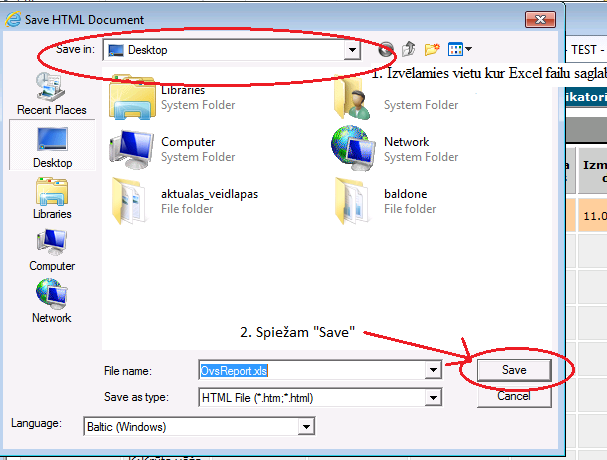 Save HTML Document
Save in: Desktop
- TEST -
1. Izvēlamies vietu kur Excel failu saglab
Libraries
System Folder
System Folder
Recent Places
Computer
System Folder
Network
System Folder
Desktop
aktualas_veidlapas
File folder
baldone
File folder
Libraries
Computer
Network
ikatori
a
Izm
11.0
2. Spiežam "Save"
File name: OvsReport.xls Save
Save as type: HTML File (*.htm;*.html) Cancel
Language: Baltic (Windows)